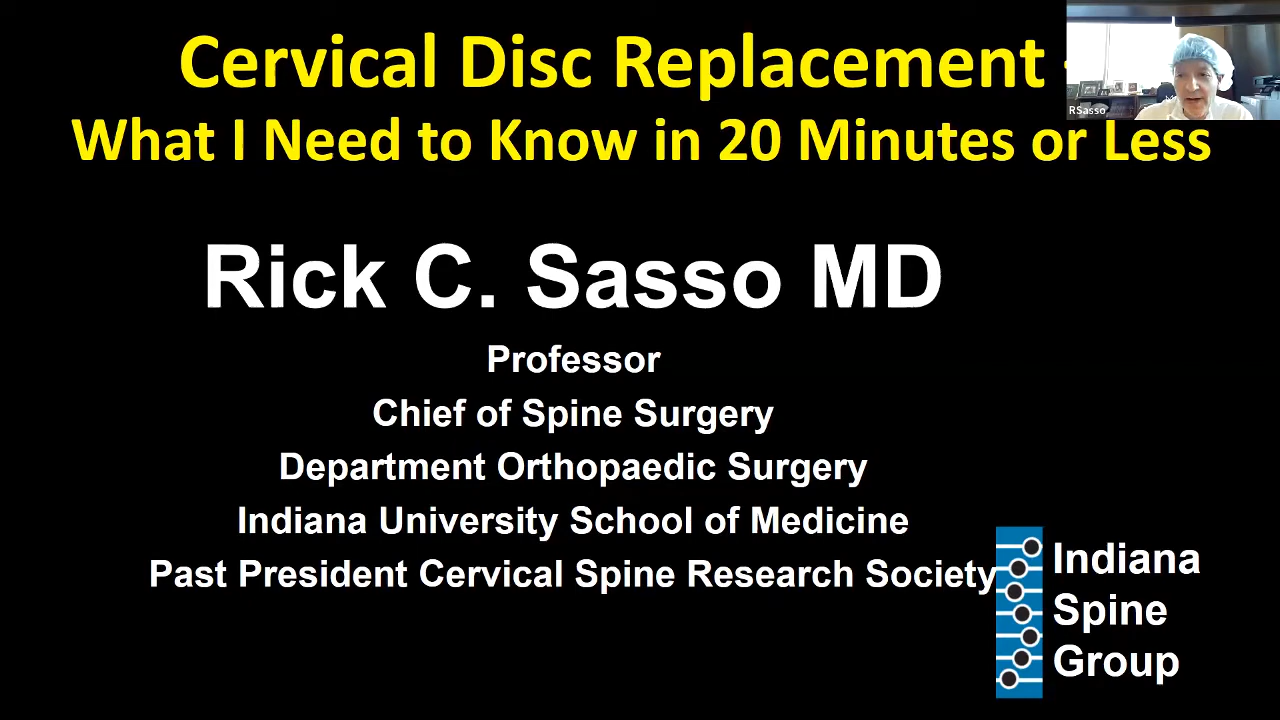 Cervical Disc Replacement -
What I Need to Know in 20 Minutes or Less
RSasso
Rick C. Sasso MD
Professor
Chief of Spine Surgery
Department Orthopaedic Surgery
Indiana University School of Medicine
Past President Cervical Spine Research Society
Indiana
Spine
Group